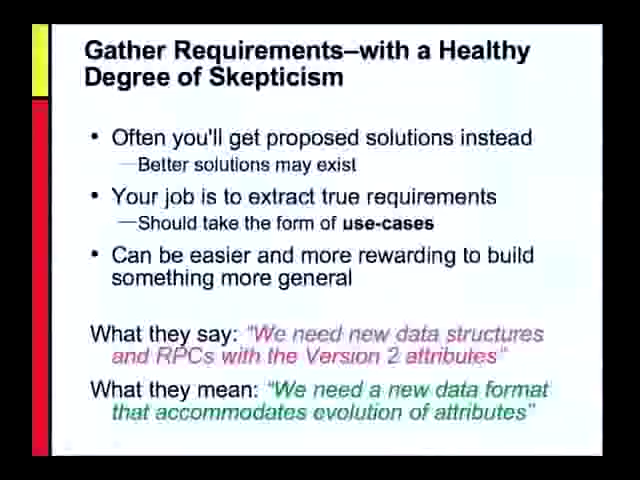 Gather Requirements–with a Healthy
Degree of Skepticism
• Often you'll get proposed solutions instead
—Better solutions may exist
• Your job is to extract true requirements
—Should take the form of use-cases
• Can be easier and more rewarding to build
something more general
What they say: “We need new data structures
and RPCs with the Version 2 attributes”
What they mean: “We need a new data format
that accommodates evolution of attributes”